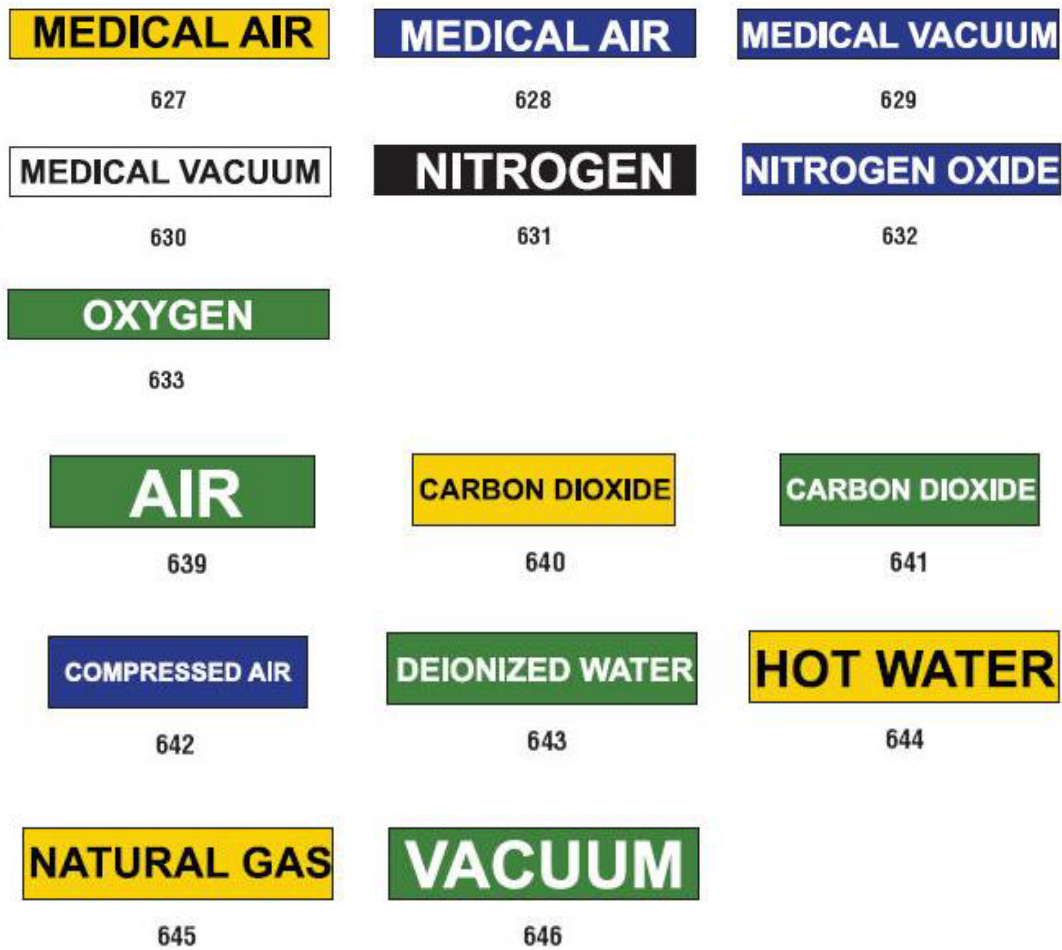 MEDICAL AIR
MEDICAL AIR
MEDICAL VACUUM
627
628
629
MEDICAL VACUUM
NITROGEN
NITROGEN OXIDE
630
631
632
OXYGEN
633
AIR
CARBON DIOXIDE
CARBON DIOXIDE
639
640
641
COMPRESSED AIR
DEIONIZED WATER
HOT WATER
642
643
644
NATURAL GAS
VACUUM
645
646